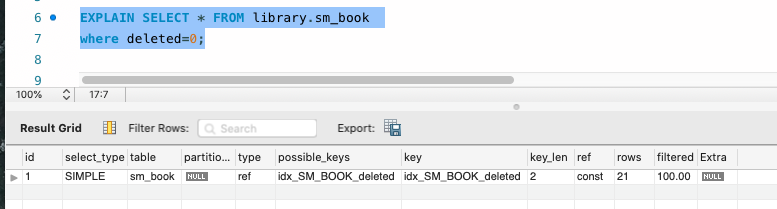 6 EXPLAIN SELECT * FROM library.sm_book
7 where deleted=0;
8
9
100% 17:7
Result Grid Filter Rows: Search Export:
id select_type table partitio... type possible_keys key key_len ref rows filtered Extra
1 SIMPLE sm_book NULL ref idx_SM_BOOK_deleted idx_SM_BOOK_deleted 2 const 21 100.00 NULL